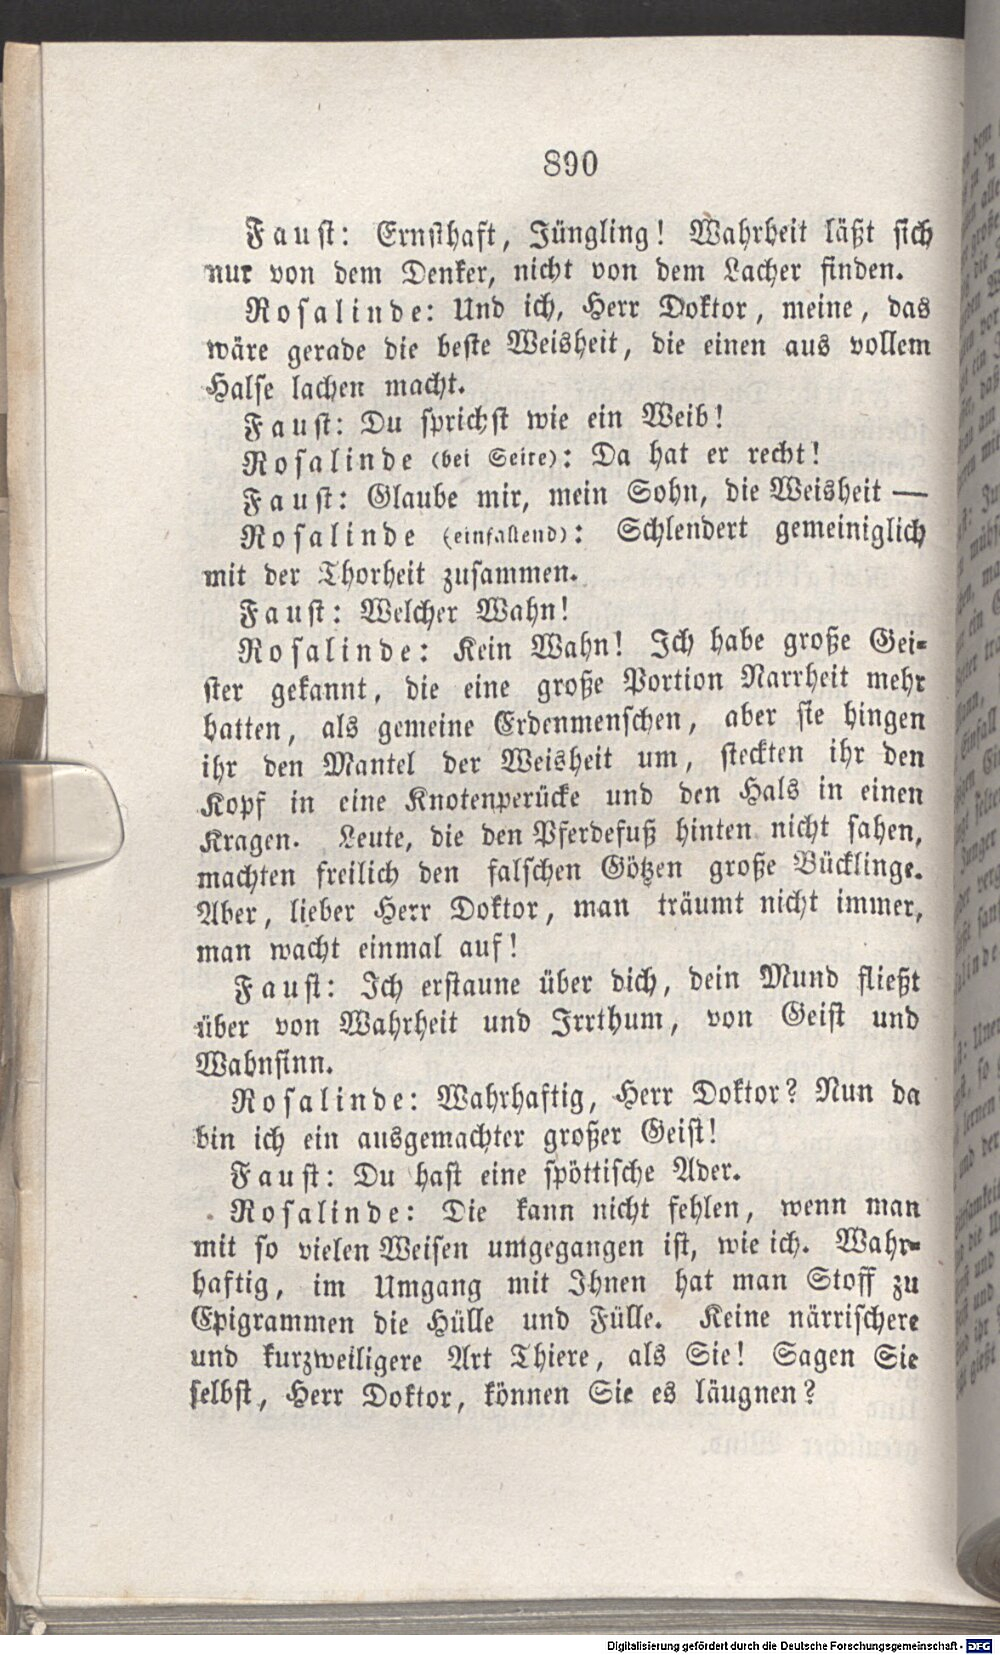 890
Faust: Ernsthaft, Jüngling! Wahrheit läßt sich
nur von dem Denker, nicht von dem Lacher finden.
Rosalinde: Und ich, Herr Doktor, meine, das
wäre gerade die beste Weisheit, die einen aus vollem
Halse lachen macht.
Faust: Du sprichst wie ein Weib!
Rosalinde (bei Seite): Da hat er recht!
Faust: Glaube mir, mein Sohn, die Weisheit —
Rosalinde (einfallend): Schlendert gemeiniglich
mit der Thorheit zusammen.
Faust: Welcher Wahn!
Rosalinde: Kein Wahn! Ich habe große Gei-
ster gekannt, die eine große Portion Narrheit mehr
hatten, als gemeine Erdenmenschen, aber sie hingen
ihr den Mantel der Weisheit um, steckten ihr den
Kopf in eine Knotenperücke und den Hals in einen
Kragen. Leute, die den Pferdefuß hinten nicht sahen,
machten freilich den falschen Götzen große Bücklinge.
Aber, lieber Herr Doktor, man träumt nicht immer,
man wacht einmal auf!
Faust: Ich erstaune über dich, dein Mund fließt
über von Wahrheit und Irrthum, von Geist und
Wahnsinn.
Rosalinde: Wahrhaftig, Herr Doktor? Nun da
bin ich ein ausgemachter großer Geist!
Faust: Du hast eine spöttische Ader.
Rosalinde: Die kann nicht fehlen, wenn man
mit so vielen Weisen umgegangen ist, wie ich. Wahr-
haftig, im Umgang mit Ihnen hat man Stoff zu
Epigrammen die Hülle und Fülle. Keine närrischere
und kurzweiligere Art Thiere, als Sie! Sagen Sie
selbst, Herr Doktor, können Sie es läugnen?
Digitalisierung gefördert durch die Deutsche Forschungsgemeinschaft - DFG